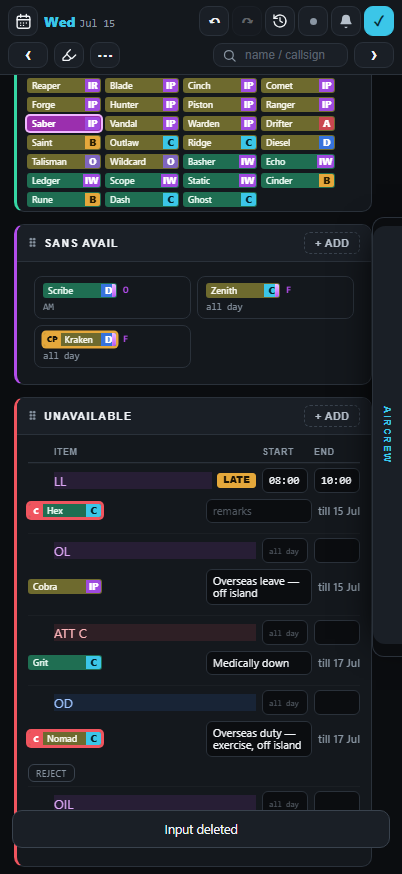 Wed Jul 15
name / callsign
Reaper IR Blade IP Cinch IP Comet IP
Forge IP Hunter IP Piston IP Ranger IP
Saber IP Vandal IP Warden IP Drifter A
Saint B Outlaw C Ridge C Diesel D
Talisman O Wildcard O Basher IW Echo IW
Ledger IW Scope IW Static IW Cinder B
Rune B Dash C Ghost C
SANS AVAIL + ADD
Scribe D O Zenith C F
AM all day
CP Kraken D F
all day
AIRCREW
UNAVAILABLE + ADD
ITEM START END
LL LATE 08:00 10:00
c Hex C remarks till 15 Jul
OL all day
Cobra IP Overseas leave — till 15 Jul
off island
ATT C all day
Grit C Medically down till 17 Jul
OD all day
c Nomad C Overseas duty — till 17 Jul
exercise, off island
REJECT
OIL all day
Input deleted